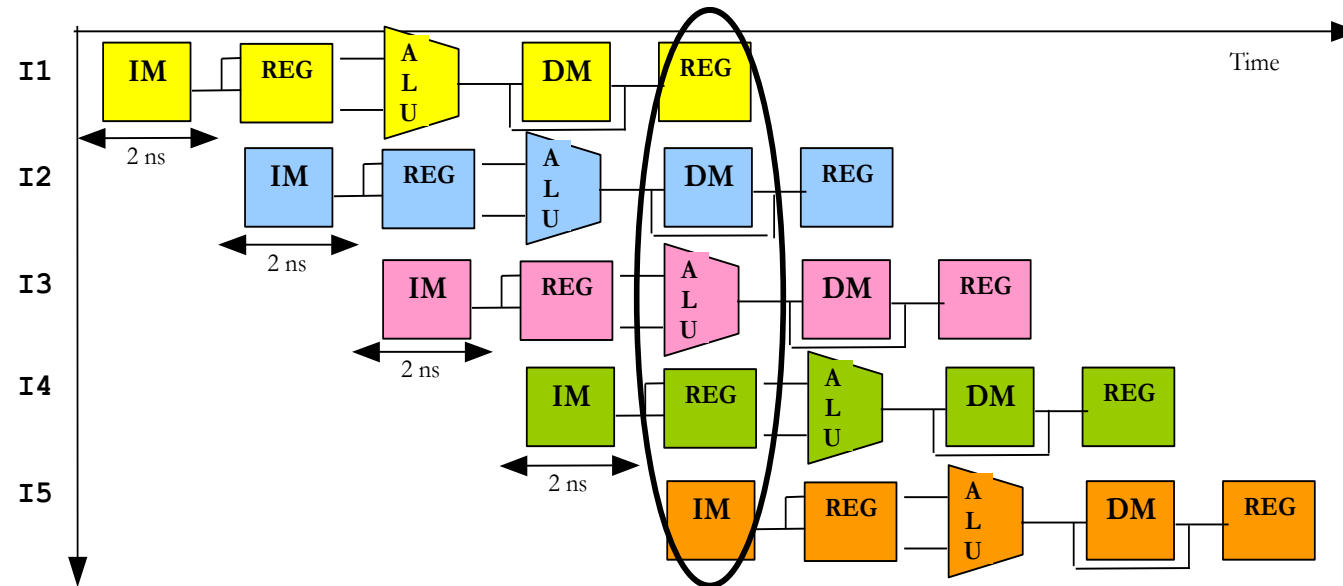 Time
I1 IM REG A L U DM REG
2 ns
I2 IM REG A L U DM REG
2 ns
I3 IM REG A L U DM REG
2 ns
I4 IM REG A L U DM REG
2 ns
I5 IM REG A L U DM REG